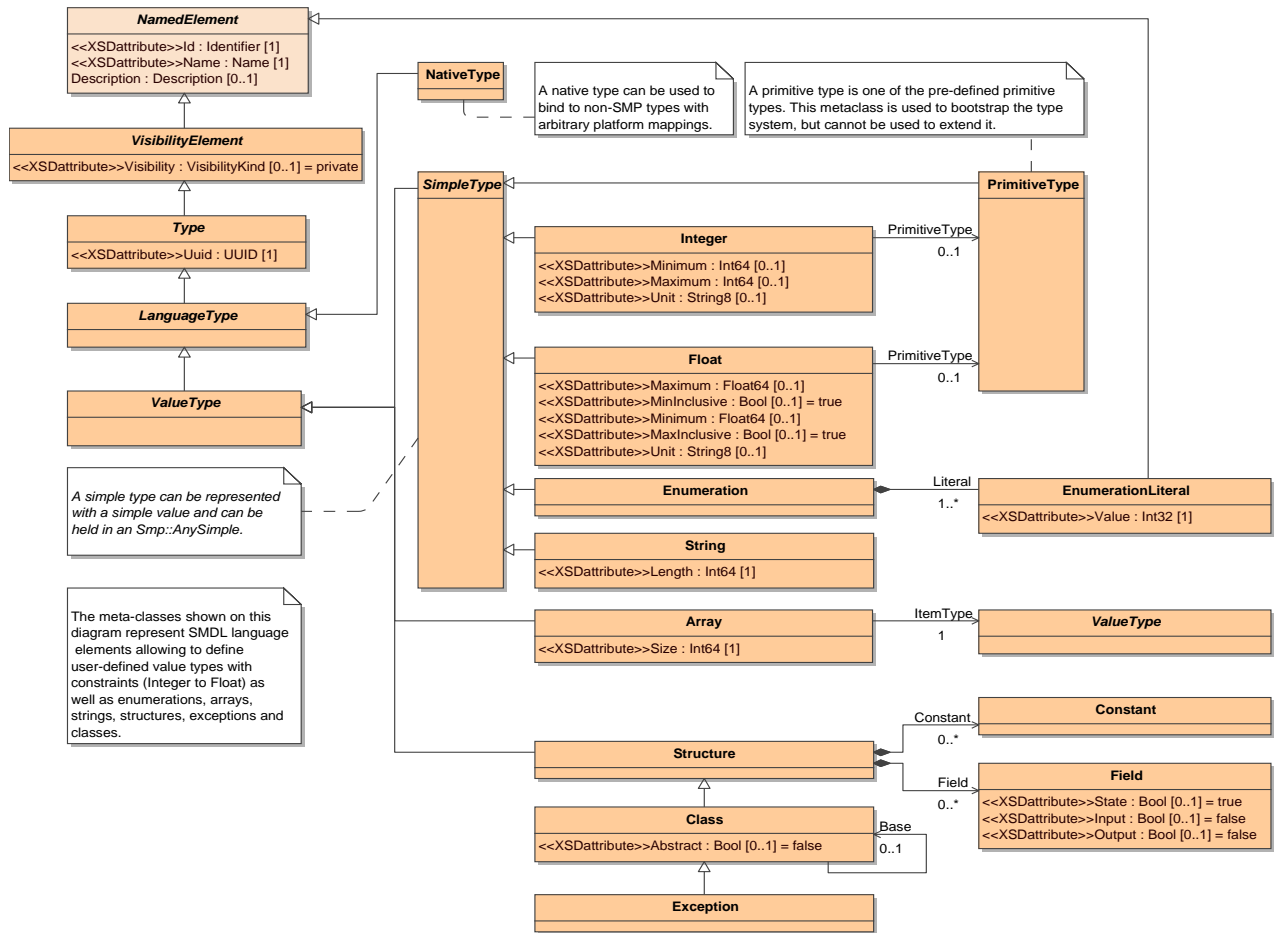 NamedElement
<<XSDattribute>>Id : Identifier [1]
<<XSDattribute>>Name : Name [1]
Description : Description [0..1]
VisibilityElement
<<XSDattribute>>Visibility : VisibilityKind [0..1] = private
Type
<<XSDattribute>>Uuid : UUID [1]
LanguageType
ValueType
A simple type can be represented
with a simple value and can be
held in an Smp::AnySimple.
The meta-classes shown on this
diagram represent SMDL language
elements allowing to define
user-defined value types with
constraints (Integer to Float) as
well as enumerations, arrays,
strings, structures, exceptions and
classes.
NativeType
A native type can be used to
bind to non-SMP types with
arbitrary platform mappings.
A primitive type is one of the pre-defined primitive
types. This metaclass is used to bootstrap the type
system, but cannot be used to extend it.
SimpleType
PrimitiveType
Integer
<<XSDattribute>>Minimum : Int64 [0..1]
<<XSDattribute>>Maximum : Int64 [0..1]
<<XSDattribute>>Unit : String8 [0..1]
PrimitiveType
0..1
Float
<<XSDattribute>>Maximum : Float64 [0..1]
<<XSDattribute>>MinInclusive : Bool [0..1] = true
<<XSDattribute>>Minimum : Float64 [0..1]
<<XSDattribute>>MaxInclusive : Bool [0..1] = true
<<XSDattribute>>Unit : String8 [0..1]
PrimitiveType
0..1
Enumeration
Literal
1..*
EnumerationLiteral
<<XSDAttribute>>Value : Int32 [1]
String
<<XSDAttribute>>Length : Int64 [1]
Array
<<XSDAttribute>>Size : Int64 [1]
ItemType
1
ValueType
Structure
Constant
0..*
Constant
Field
0..*
Field
<<XSDAttribute>>State : Bool [0..1] = true
<<XSDAttribute>>Input : Bool [0..1] = false
<<XSDAttribute>>Output : Bool [0..1] = false
Class
<<XSDAttribute>>Abstract : Bool [0..1] = false
Base
0..1
Exception